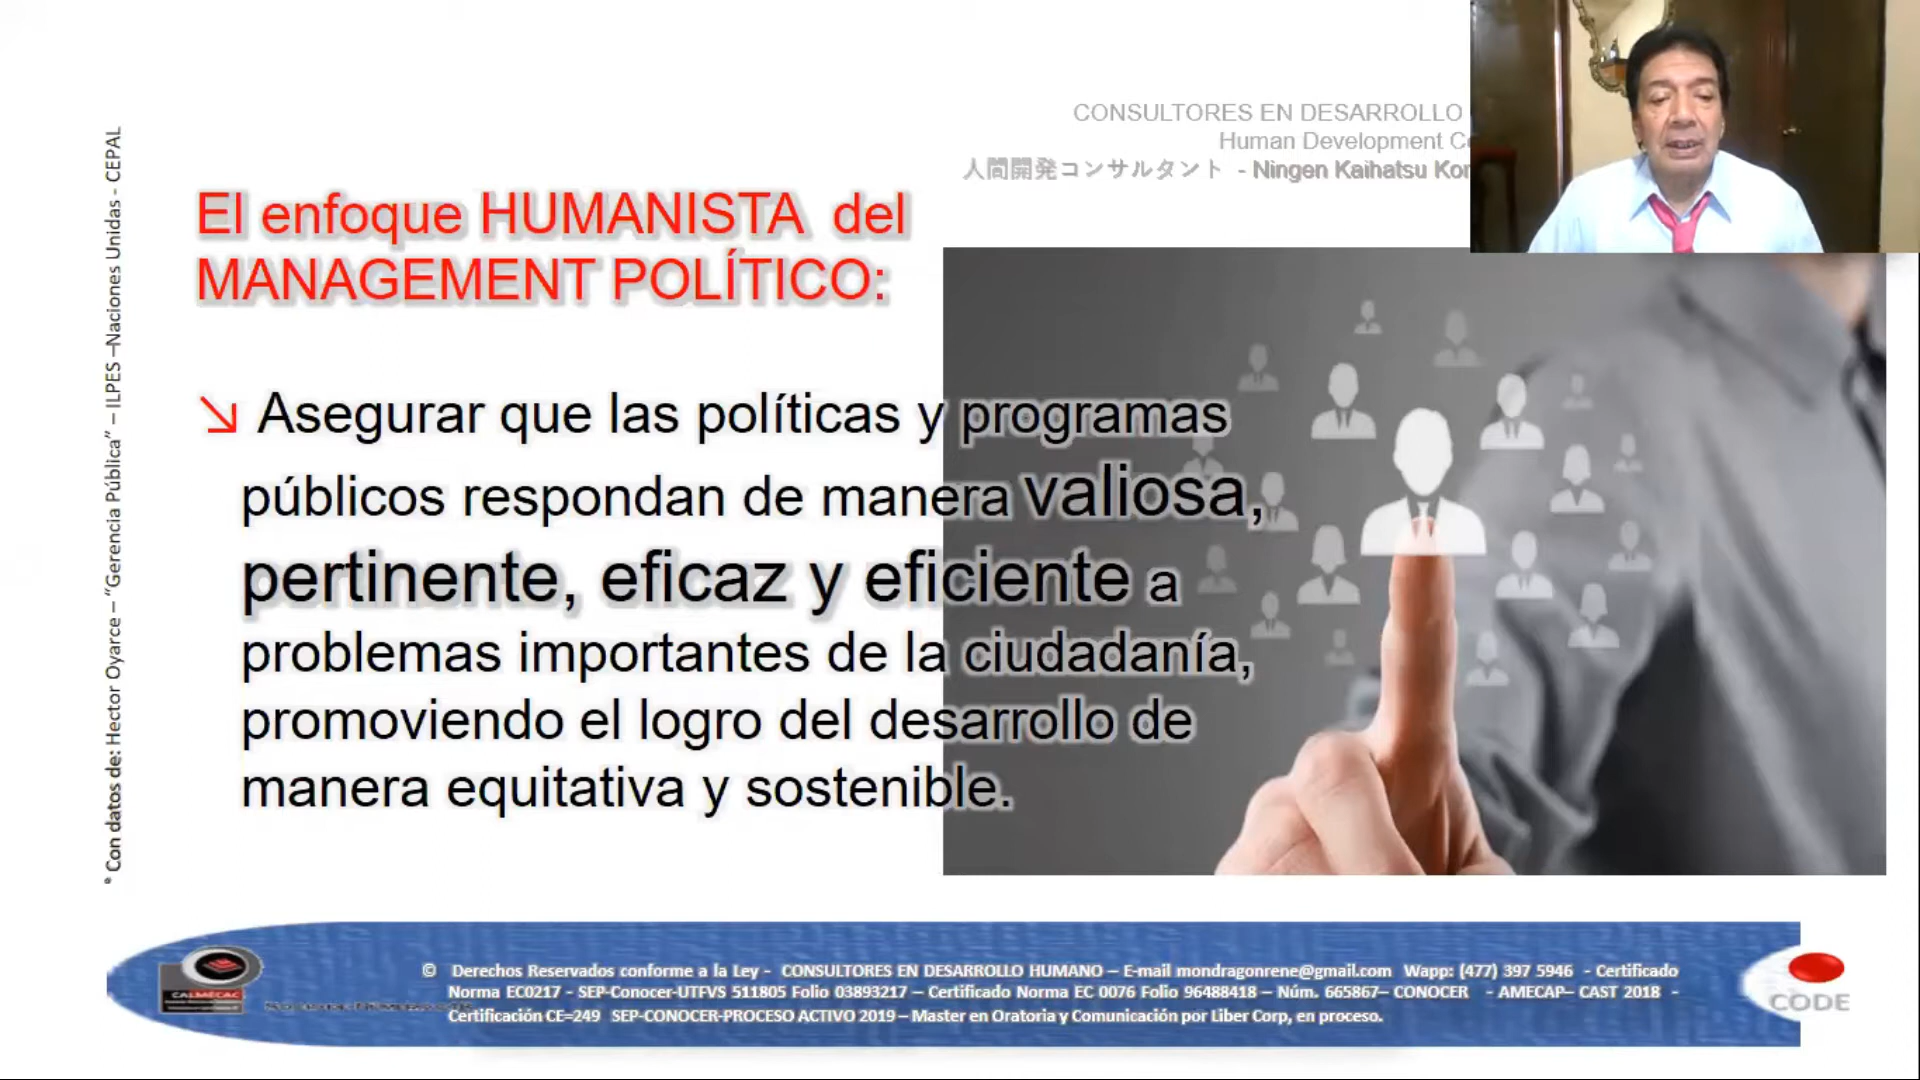 CONSULTORES EN DESARROLLO
Human Development
人間開発コンサルタント - Ningen Kaihatsu
El enfoque HUMANISTA del
MANAGEMENT POLÍTICO:
Asegurar que las políticas y programas
públicos respondan de manera valiosa,
pertinente, eficaz y eficiente a
problemas importantes de la ciudadanía,
promoviendo el logro del desarrollo de
manera equitativa y sostenible.
* Con datos de: Hector Oyarce – “Gerencia Pública” – ILPES –Naciones Unidas - CEPAL
© Derechos Reservados conforme a la Ley - CONSULTORES EN DESARROLLO HUMANO – E-mail mondragonrene@gmail.com Wapp: (477) 397 5946 - Certificado
Norma EC0217 - SEP-Conocer-UTFVS 511805 Folio 03893217 – Certificado Norma EC 0076 Folio 96488418 – Núm. 665867– CONOCER - AMECAP– CAST 2018 -
Certificación CE=249 SEP-CONOCER-PROCESO ACTIVO 2019 – Master en Oratoria y Comunicación por Liber Corp, en proceso.
CALMECAC
CODE